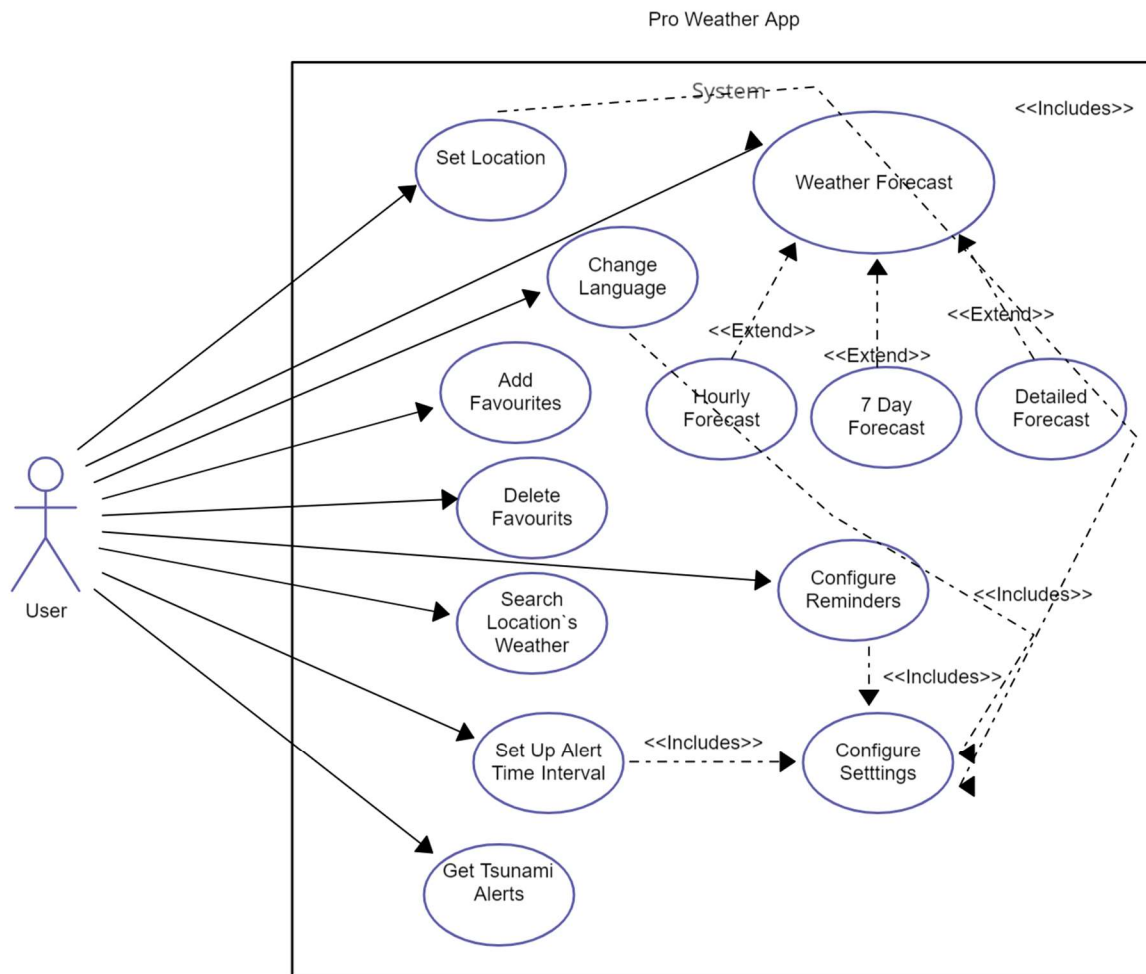 Pro Weather App
System
<<Includes>>
Set Location
Weather Forecast
Change
Language
<<Extend>>
<<Extend>>
<<Extend>>
Add
Favourites
Hourly
Forecast
7 Day
Forecast
Detailed
Forecast
Delete
Favourits
User
Search
Location`s
Weather
Configure
Reminders
<<Includes>>
<<Includes>>
Set Up Alert
Time Interval
<<Includes>>
Configure
Setttings
Get Tsunami
Alerts